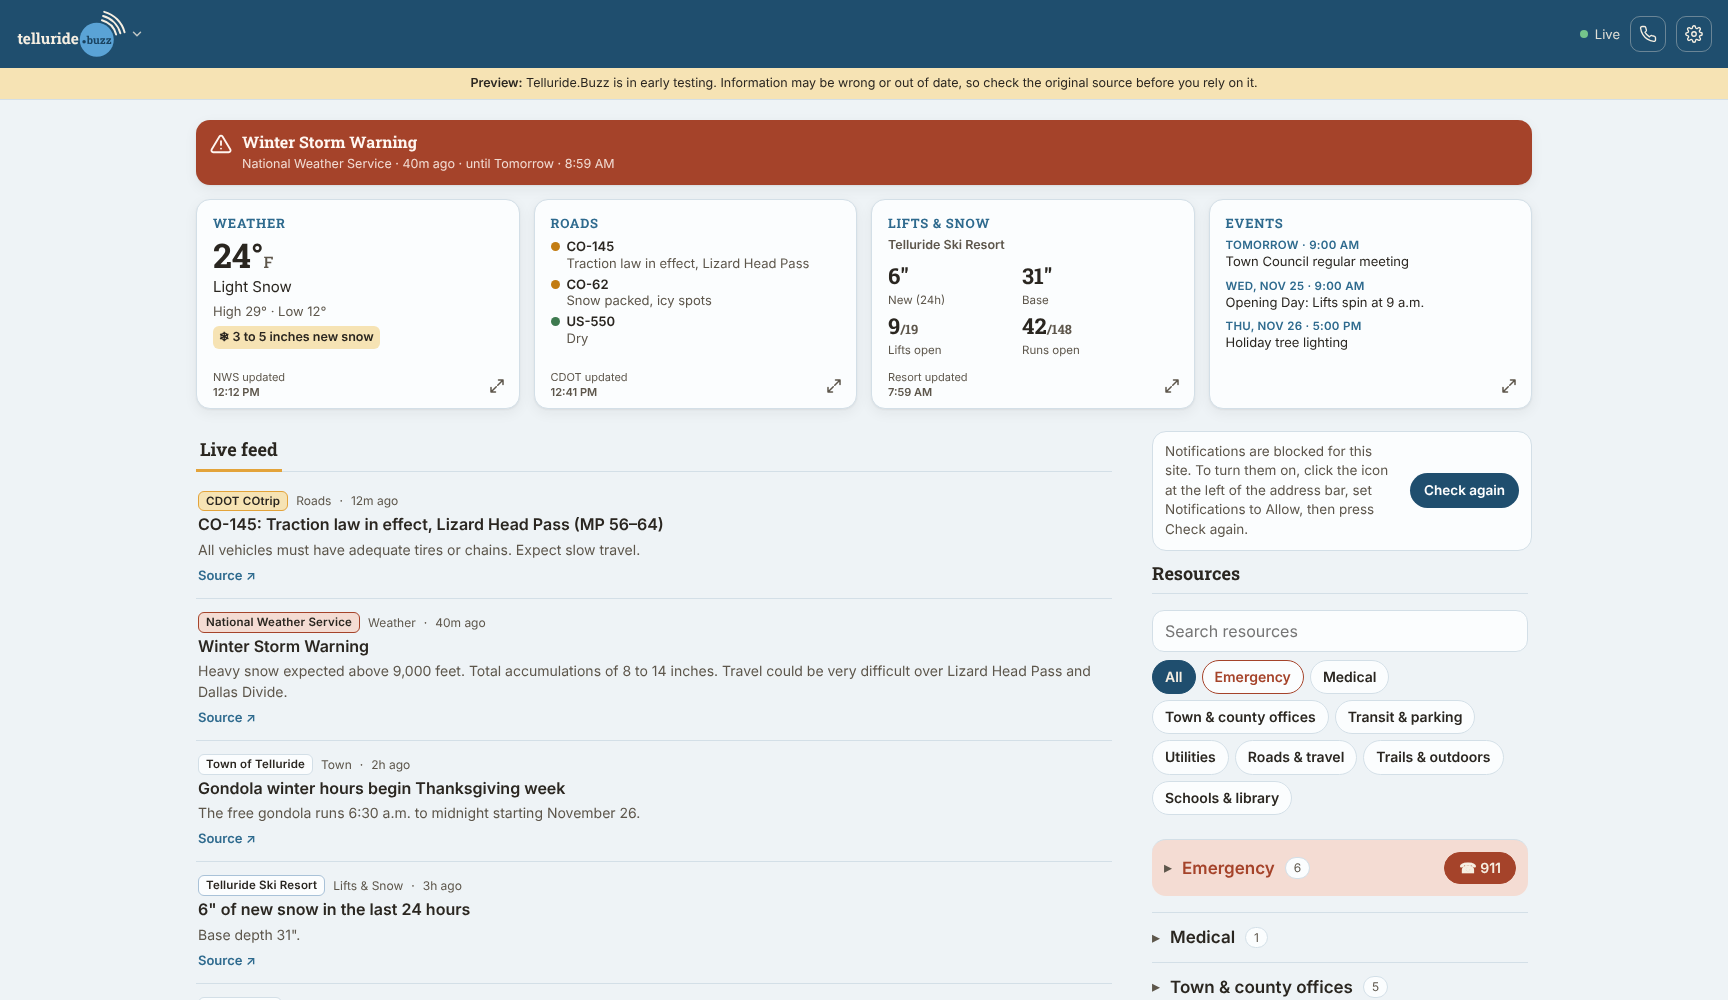 telluride.buzz
Live
Preview: Telluride.Buzz is in early testing. Information may be wrong or out of date, so check the original source before you rely on it.
Winter Storm Warning
National Weather Service · 40m ago · until Tomorrow · 8:59 AM
WEATHER
24°F
Light Snow
High 29° · Low 12°
❄ 3 to 5 inches new snow
NWS updated
12:12 PM
ROADS
CO-145
Traction law in effect, Lizard Head Pass
CO-62
Snow packed, icy spots
US-550
Dry
CDOT updated
12:41 PM
LIFTS & SNOW
Telluride Ski Resort
6" 31"
New (24h) Base
9/19 42/148
Lifts open Runs open
Resort updated
7:59 AM
EVENTS
TOMORROW · 9:00 AM
Town Council regular meeting
WED, NOV 25 · 9:00 AM
Opening Day: Lifts spin at 9 a.m.
THU, NOV 26 · 5:00 PM
Holiday tree lighting
Live feed
CDOT COtrip Roads · 12m ago
CO-145: Traction law in effect, Lizard Head Pass (MP 56–64)
All vehicles must have adequate tires or chains. Expect slow travel.
Source ↗
National Weather Service Weather · 40m ago
Winter Storm Warning
Heavy snow expected above 9,000 feet. Total accumulations of 8 to 14 inches. Travel could be very difficult over Lizard Head Pass and
Dallas Divide.
Source ↗
Town of Telluride Town · 2h ago
Gondola winter hours begin Thanksgiving week
The free gondola runs 6:30 a.m. to midnight starting November 26.
Source ↗
Telluride Ski Resort Lifts & Snow · 3h ago
6" of new snow in the last 24 hours
Base depth 31".
Source ↗
Notifications are blocked for this
site. To turn them on, click the icon
at the left of the address bar, set
Notifications to Allow, then press
Check again.
Check again
Resources
Search resources
All Emergency Medical
Town & county offices Transit & parking
Utilities Roads & travel Trails & outdoors
Schools & library
▸ Emergency 6 ☎ 911
▸ Medical 1
▸ Town & county offices 5